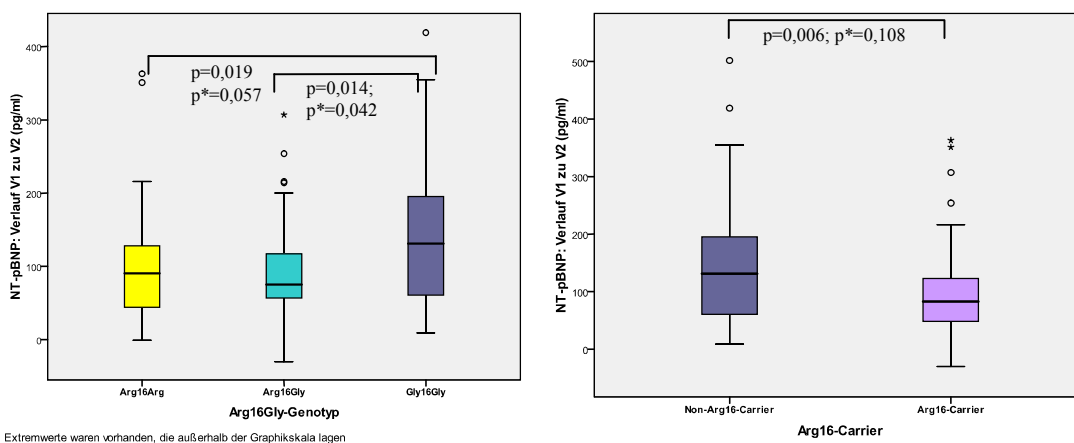 NT-pBNP: Verlauf V1 zu V2 (pg/ml)
400
300
200
100
0
p=0,019
p*=0,057
p=0,014;
p*=0,042
*
Arg16Arg
Arg16Gly
Gly16Gly
Arg16Gly-Genotyp
Extremwerte waren vorhanden, die außerhalb der Graphikskala lagen
NT-pBNP: Verlauf V1 zu V2 (pg/ml)
500
400
300
200
100
0
p=0,006; p*=0,108
*
*
Non-Arg16-Carrier
Arg16-Carrier
Arg16-Carrier